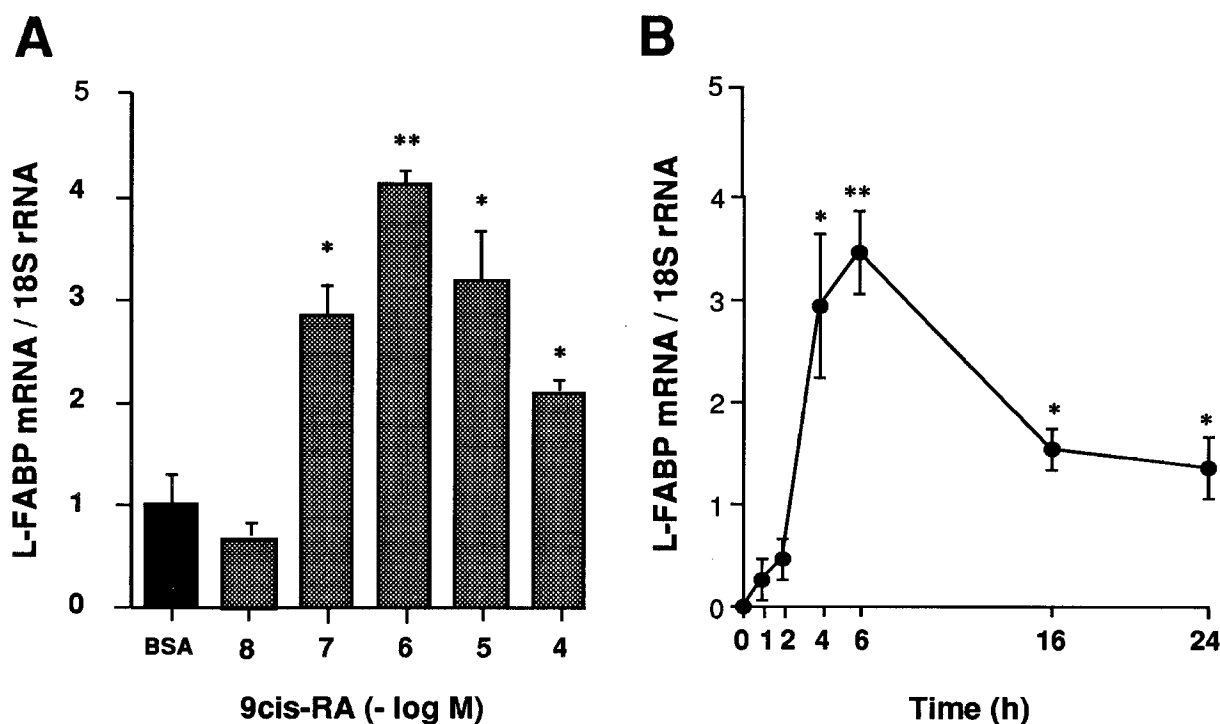 A
L-FABP mRNA / 18S rRNA
5
4
3
2
1
0
*
**
*
*
BSA 8 7 6 5 4
9cis-RA (- log M)
B
L-FABP mRNA / 18S rRNA
5
4
3
2
1
0
*
**
*
*
0 1 2 4 6 16 24
Time (h)